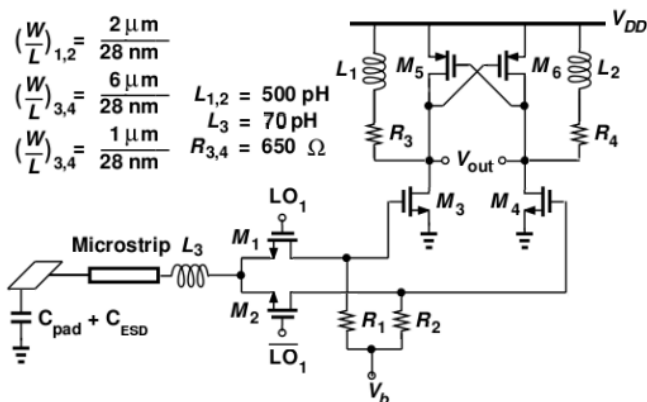 (W/L)1,2 = 2 μm / 28 nm
(W/L)3,4 = 6 μm / 28 nm
(W/L)3,4 = 1 μm / 28 nm
L1,2 = 500 pH
L3 = 70 pH
R3,4 = 650 Ω
VDD
L1
M5
M6
L2
R3
Vout
R4
M3
M4
LO1
Microstrip L3
M1
M2
Cpad + CESD
LO1
R1
R2
Vb